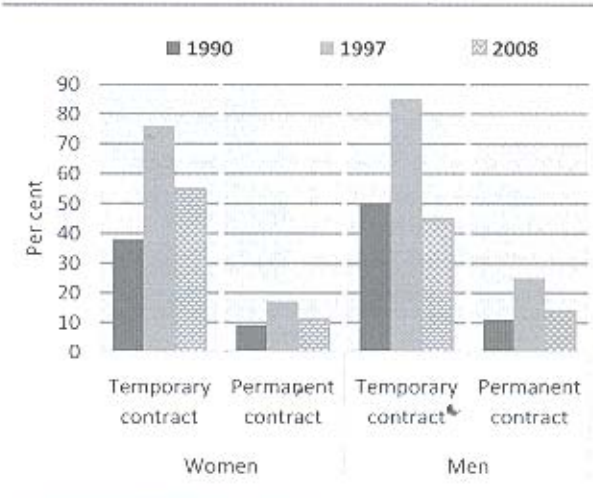 1990 1997 2008
Per cent
90
80
70
60
50
40
30
20
10
0
Temporary Permanent Temporary Permanent
contract contract contract contract
Women Men